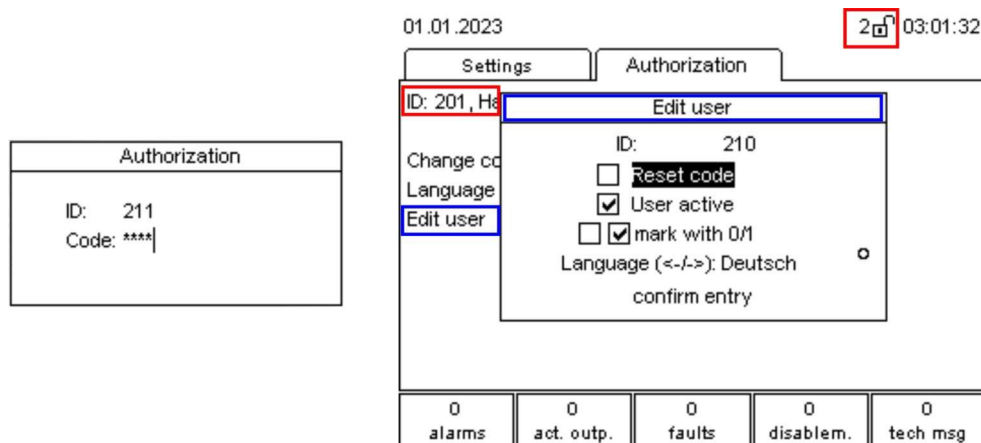 Authorization
ID: 211
Code: ****
01.01.2023 2 03:01:32
Settings Authorization
ID: 201,
Edit user
ID: 210
Change
Reset code
Language
User active
Edit user
mark with 0/1
Language (<-/->): Deutsch
confirm entry
0 0 0 0 0
alarms act. outp. faults disablem. tech msg